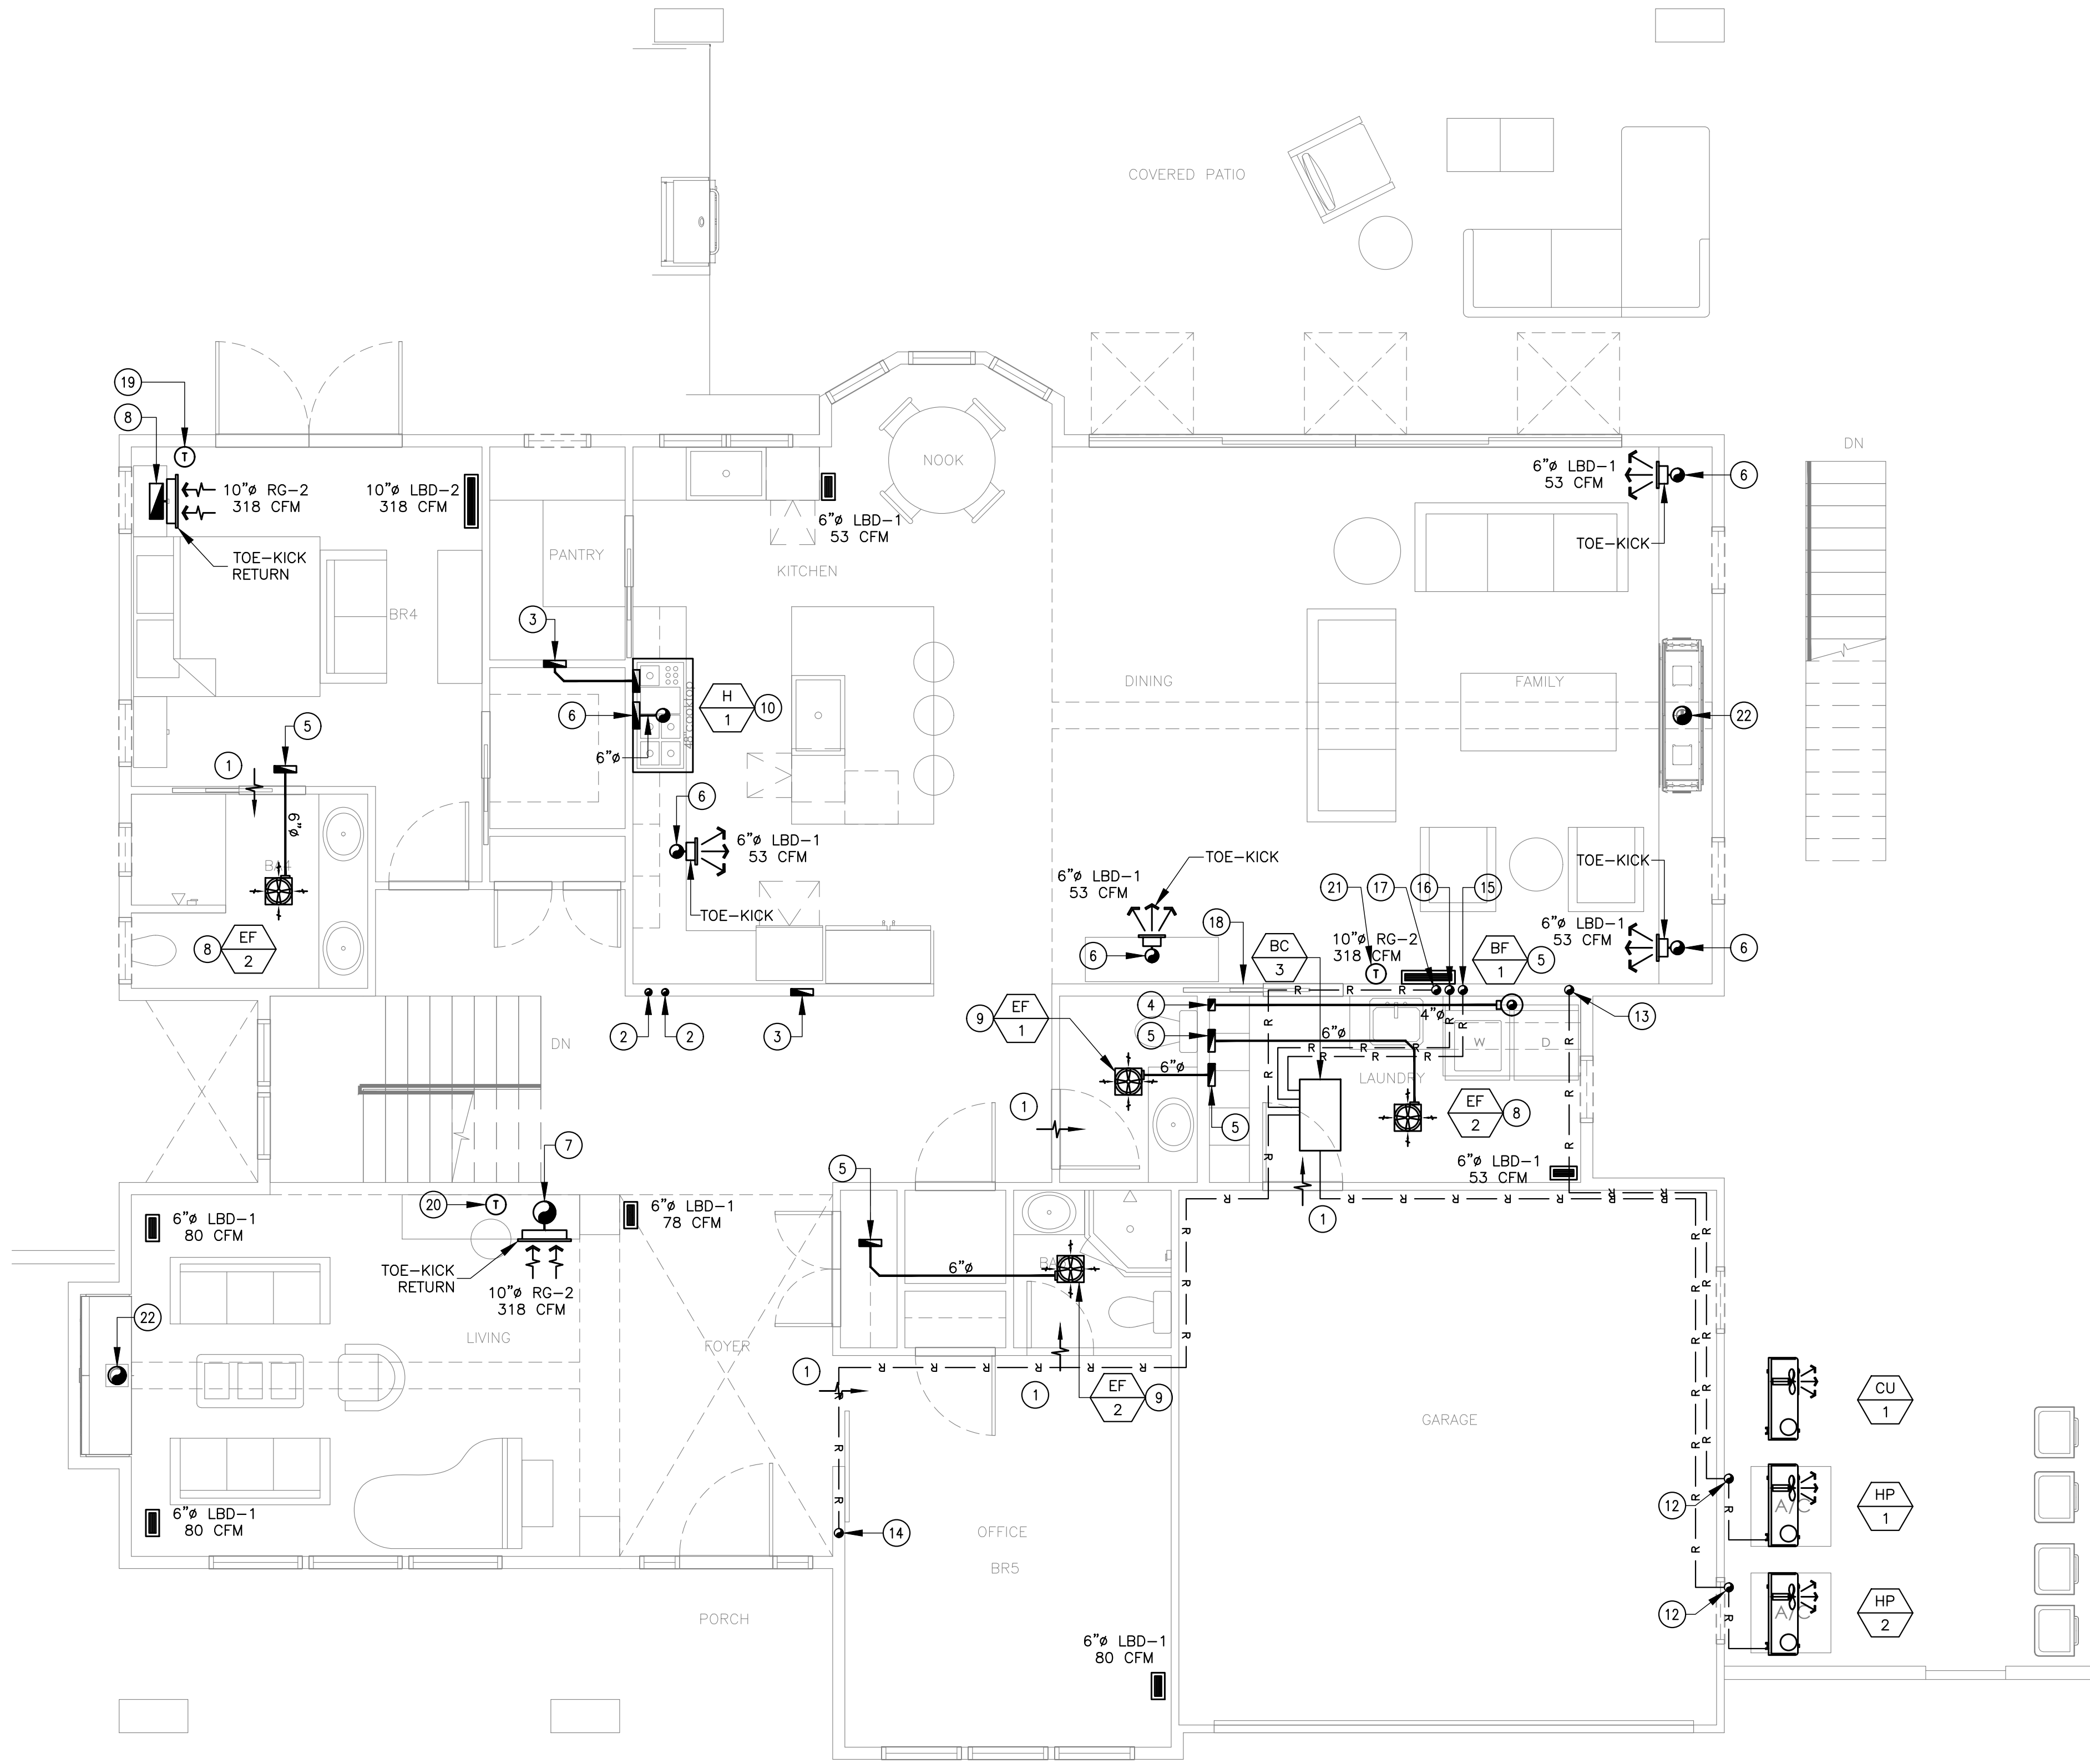 COVERED PATIO
19
8
T
10"ø RG-2
318 CFM
10"ø LBD-2
318 CFM
TOE-KICK
RETURN
BR4
PANTRY
6"ø LBD-1
53 CFM
KITCHEN
NOOK
6"ø LBD-1
53 CFM
6
TOE-KICK
DN
3
H
1
10
6
6"ø
48"cooktop
DINING
FAMILY
22
5
1
6"ø
6
6"ø LBD-1
53 CFM
TOE-KICK
8
EF
2
6"ø LBD-1
53 CFM
TOE-KICK
6
18
BC
3
21
17
16
15
10"ø RG-2
318 CFM
T
BF
1
5
TOE-KICK
6"ø LBD-1
53 CFM
6
2
2
3
DN
9
EF
1
4
5
6"ø
5
1
6"ø
4"ø
R R R
R
R
R
R R R
R R R
W
D
13
LAUNDRY
EF
2
8
R
R
6"ø LBD-1
53 CFM
1
R
R
7
20
T
6"ø LBD-1
80 CFM
TOE-KICK
RETURN
10"ø RG-2
318 CFM
6"ø LBD-1
78 CFM
5
6"ø
R R R R R R R R R
22
LIVING
FOYER
1
R R R R R R
1
EF
2
9
R
R
R
R
R
14
6"ø LBD-1
80 CFM
OFFICE
BR5
PORCH
6"ø LBD-1
80 CFM
GARAGE
R R
R R
R R
R R
R
R
12
R
A/C
12
R
A/C
CU
1
HP
1
HP
2